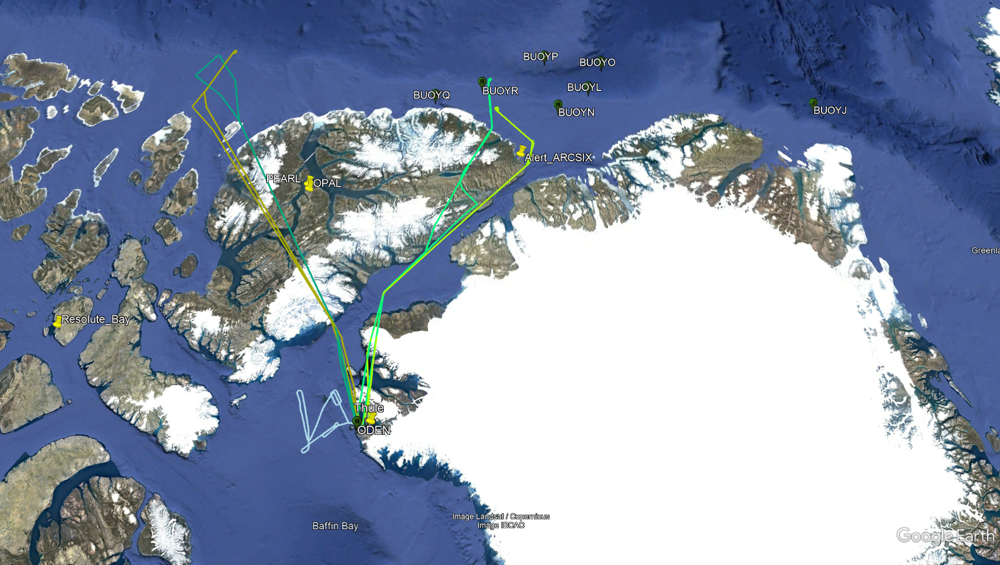 BUOYP
BUOYO
BUOYL
R
BUOYR
BUOYQ
N
BUOYN
J
BUOYJ
Alert_ARCSIX
PEARL
OPAL
Greenla
Resolute_Bay
Thule
N
ODEN
Image Landsat / Copernicus
Image IBCAO
Baffin Bay
Google Earth